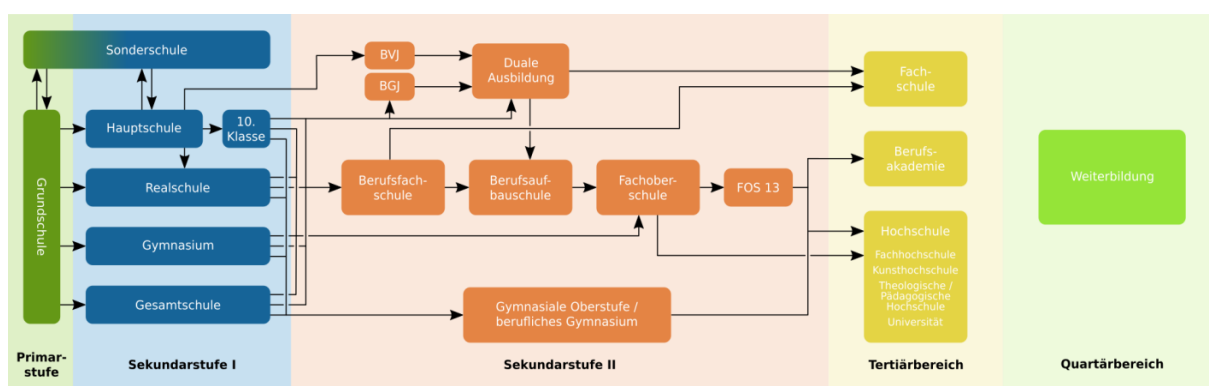 Sonderschule
Grundschule
Hauptschule
10.
Klasse
Realschule
Gymnasium
Gesamtschule
BVJ
BGJ
Duale
Ausbildung
Berufsfach-
schule
Berufsauf-
bauschule
Fachober-
schule
FOS 13
Gymnasiale Oberstufe /
berufliches Gymnasium
Fach-
schule
Berufs-
akademie
Hochschule
Fachhochschule
Kunsthochschule
Theologische /
Pädagogische
Hochschule
Universität
Weiterbildung
Primar-
stufe
Sekundarstufe I
Sekundarstufe II
Tertiärbereich
Quartärbereich